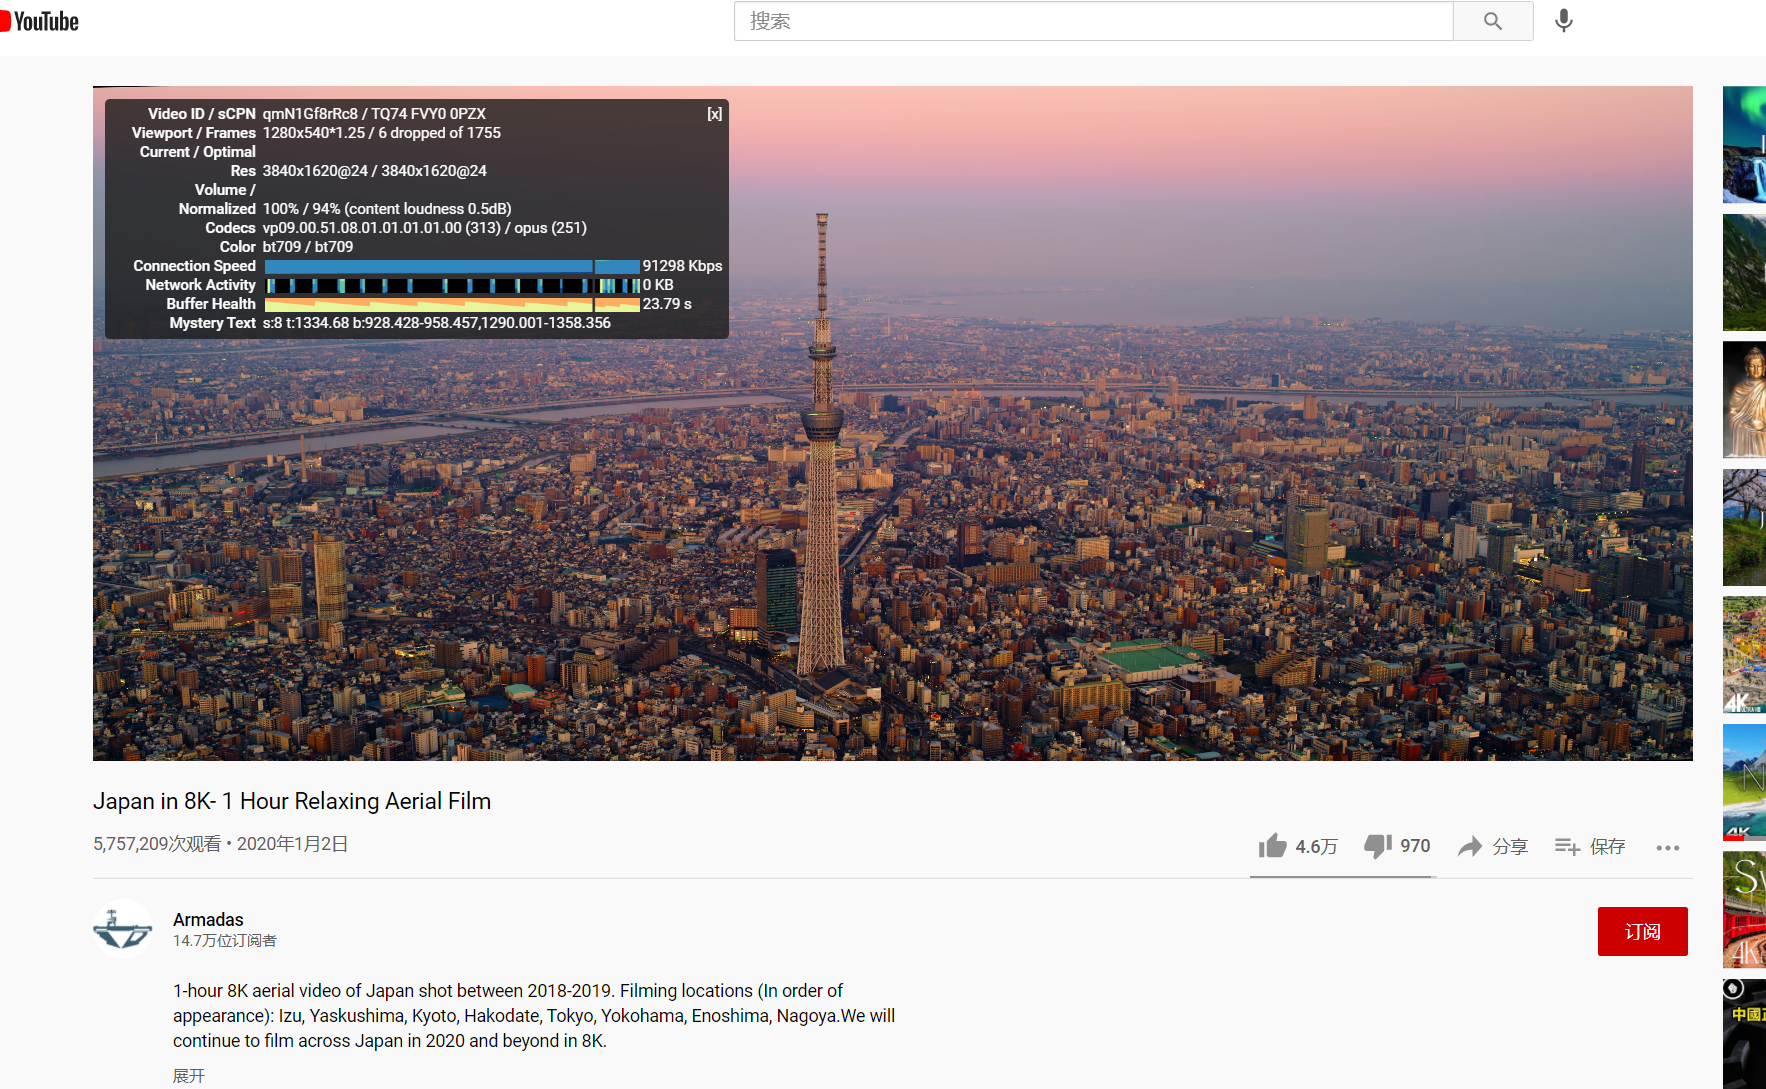 YouTube
搜索
Video ID / sCPN qmN1Gf8rRc8 / TQ74 FVY0 0PZX [x]
Viewport / Frames 1280x540*1.25 / 6 dropped of 1755
Current / Optimal
Res 3840x1620@24 / 3840x1620@24
Volume /
Normalized 100% / 94% (content loudness 0.5dB)
Codecs vp09.00.51.08.01.01.01.01.00 (313) / opus (251)
Color bt709 / bt709
Connection Speed 91298 Kbps
Network Activity 0 KB
Buffer Health 23.79 s
Mystery Text s:8 t:1334.68 b:928.428-958.457,1290.001-1358.356
Japan in 8K- 1 Hour Relaxing Aerial Film
5,757,209次观看 • 2020年1月2日
4.6万 970 分享 保存
Armadas
14.7万位订阅者
订阅
1-hour 8K aerial video of Japan shot between 2018-2019. Filming locations (In order of
appearance): Izu, Yaskushima, Kyoto, Hakodate, Tokyo, Yokohama, Enoshima, Nagoya.We will
continue to film across Japan in 2020 and beyond in 8K.
展开
4K
4K
4K
中國